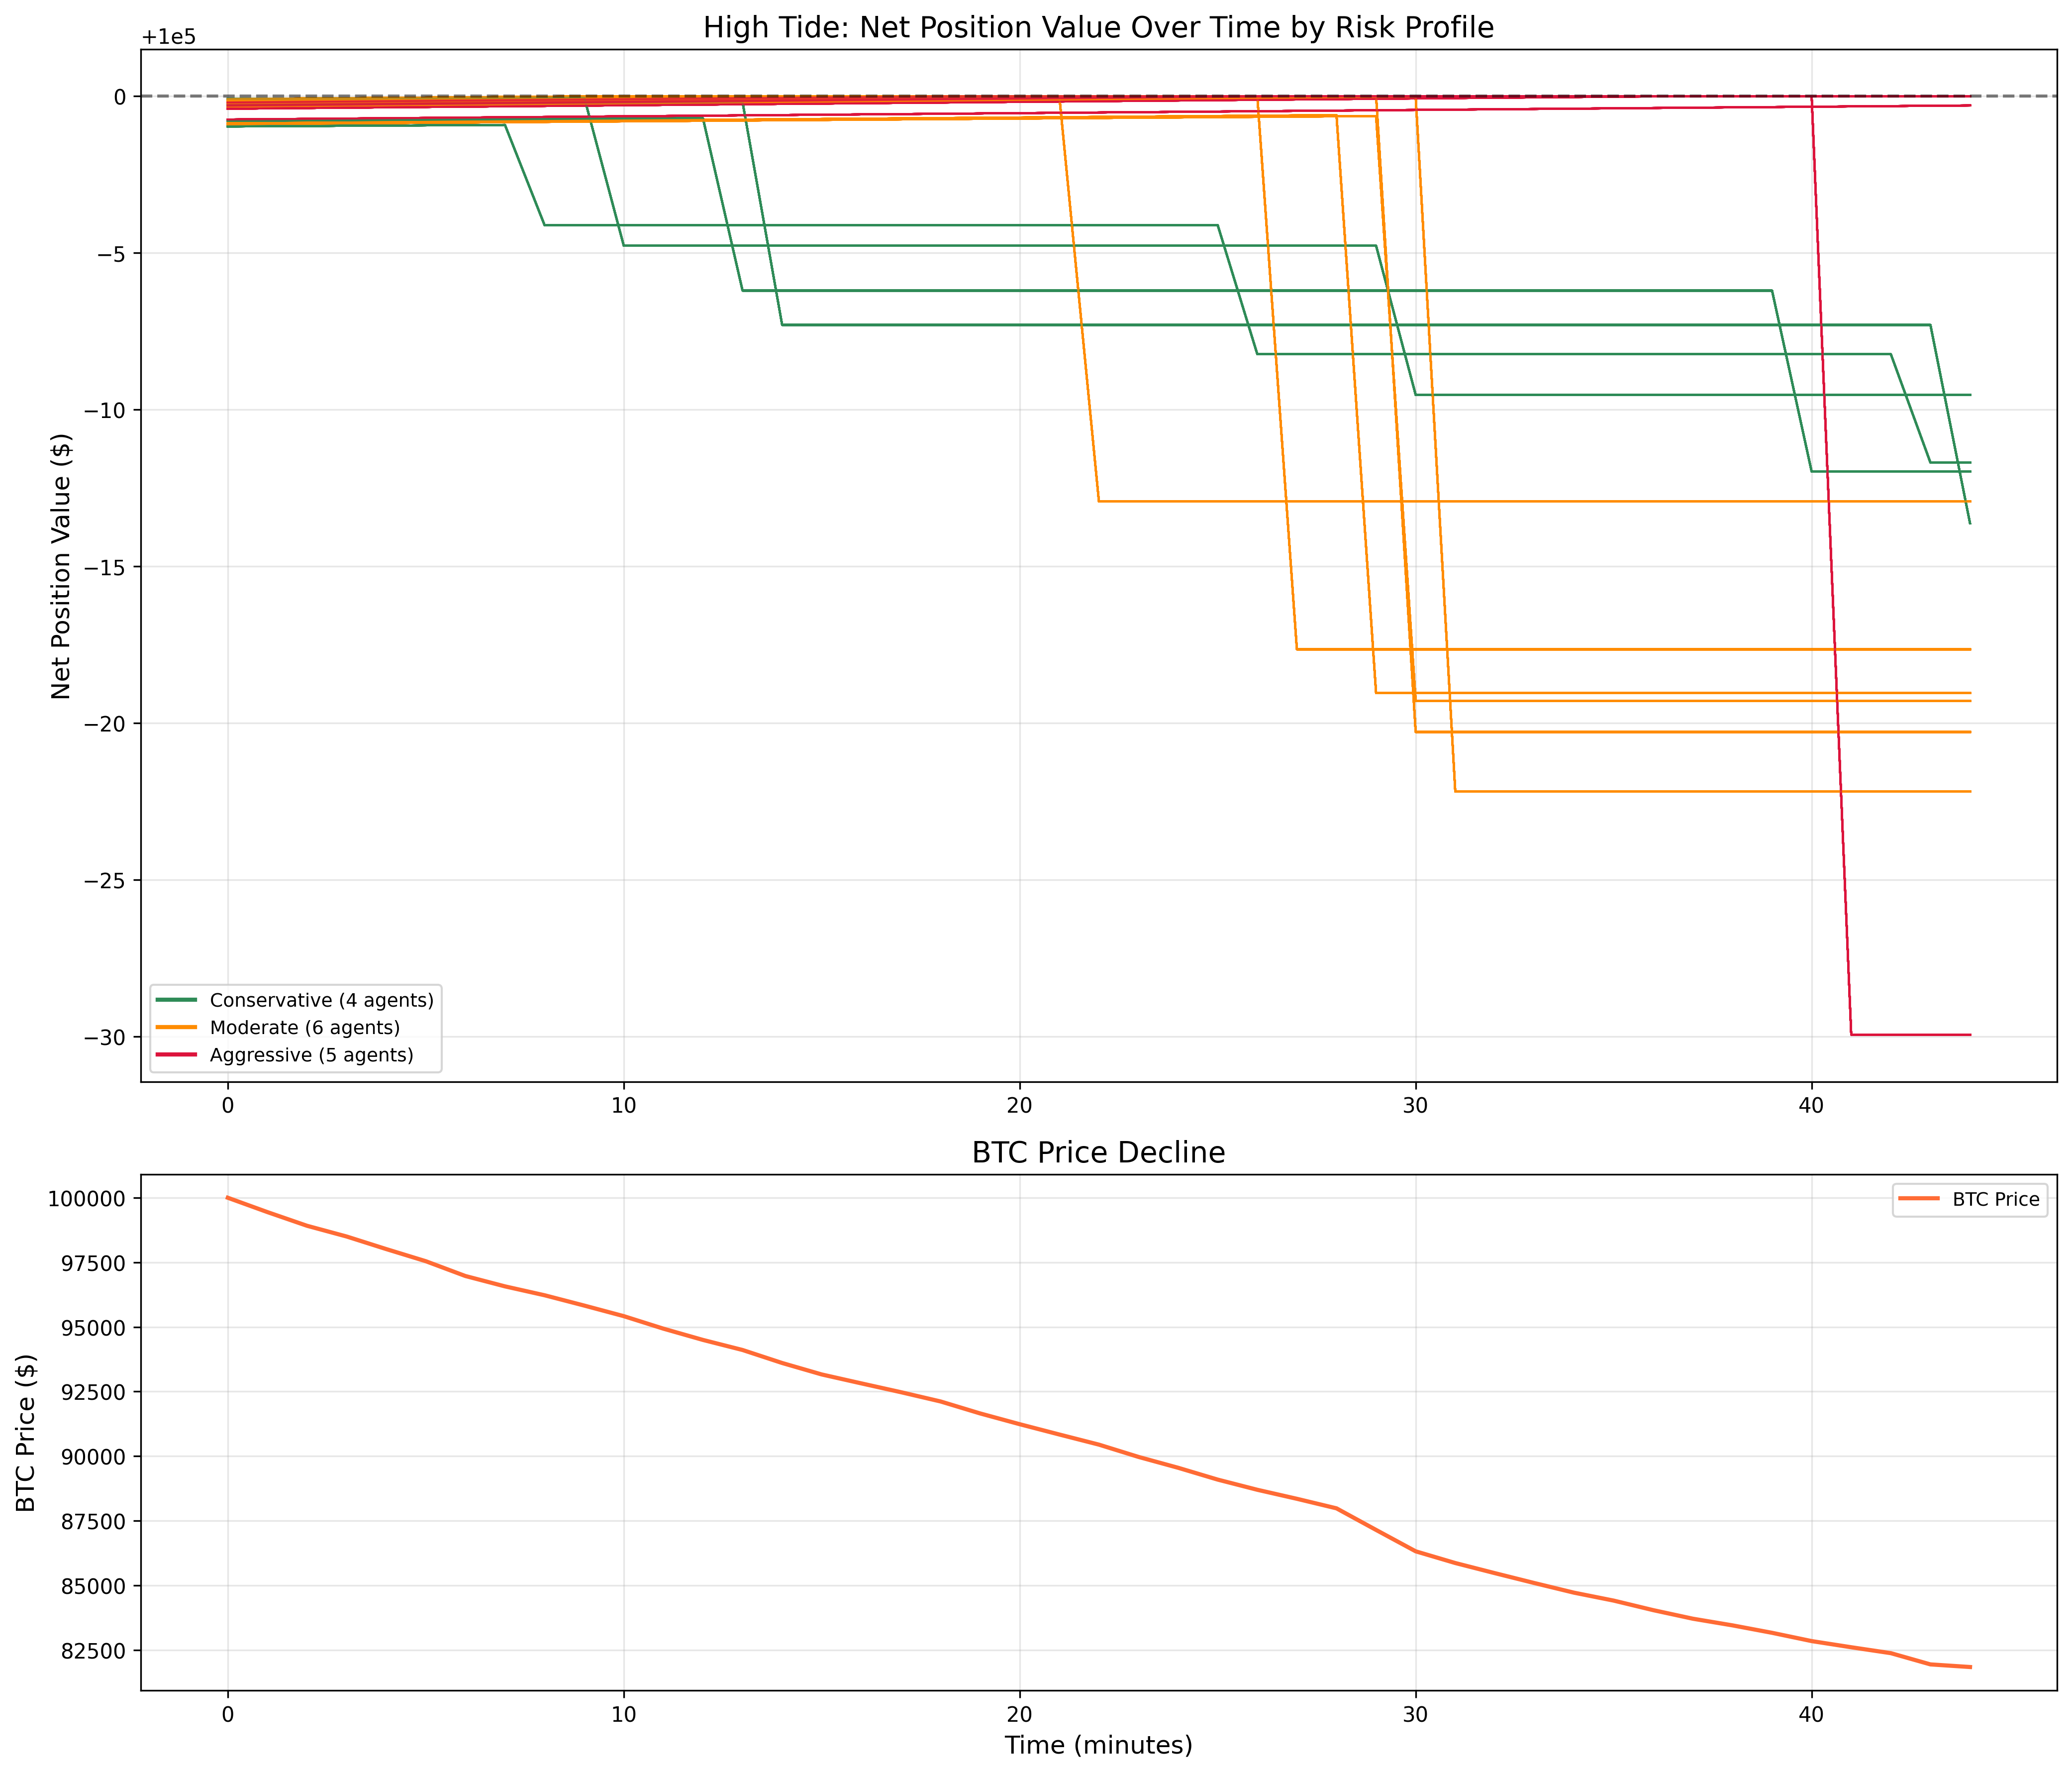 High Tide: Net Position Value Over Time by Risk Profile
+1e5
Net Position Value ($)
0
−5
−10
−15
−20
−25
−30
Conservative (4 agents)
Moderate (6 agents)
Aggressive (5 agents)
0 10 20 30 40
BTC Price Decline
BTC Price ($)
100000
97500
95000
92500
90000
87500
85000
82500
BTC Price
0 10 20 30 40
Time (minutes)